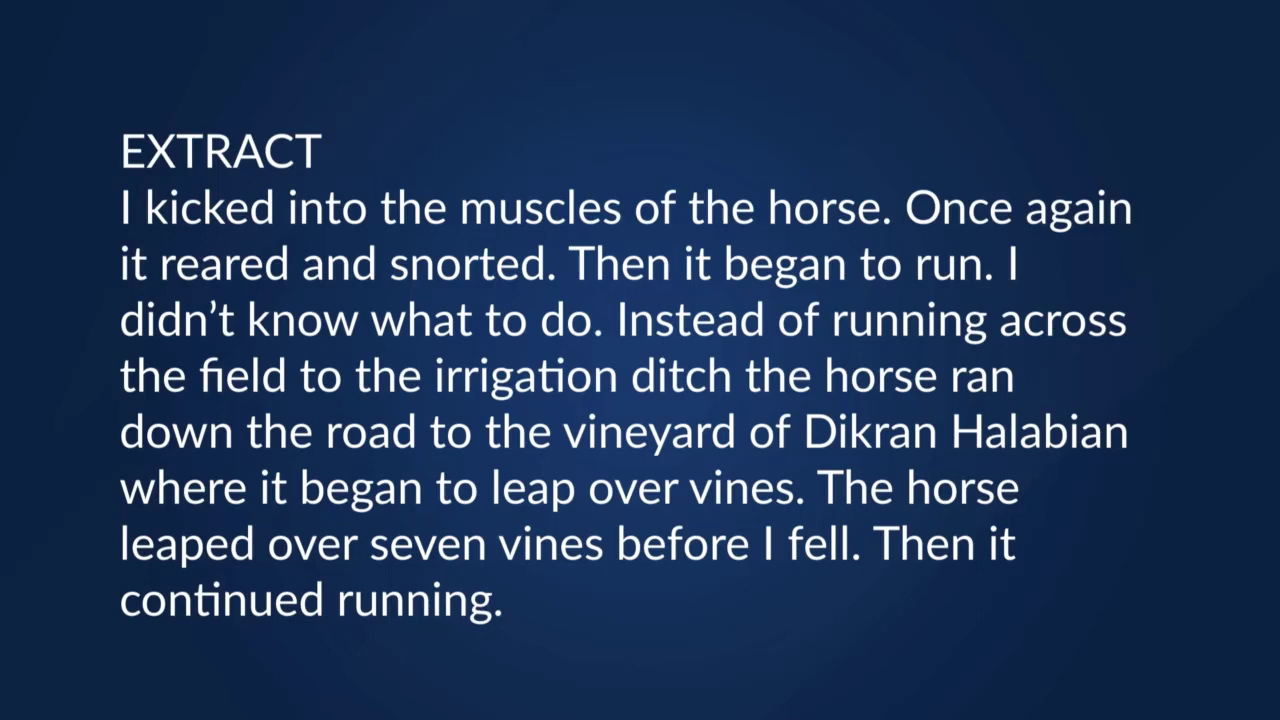 EXTRACT
I kicked into the muscles of the horse. Once again
it reared and snorted. Then it began to run. I
didn’t know what to do. Instead of running across
the field to the irrigation ditch the horse ran
down the road to the vineyard of Dikran Halabian
where it began to leap over vines. The horse
leaped over seven vines before I fell. Then it
continued running.